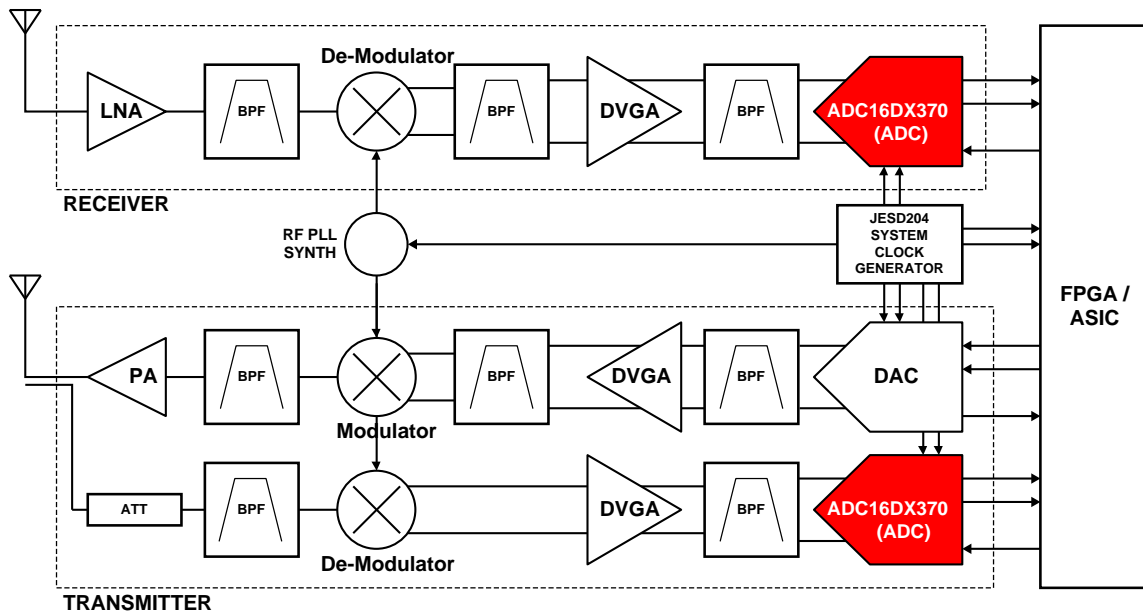 De-Modulator
LNA
BPF
BPF
DVGA
BPF
ADC16DX370
(ADC)
RECEIVER
RF PLL
SYNTH
JESD204
SYSTEM
CLOCK
GENERATOR
FPGA /
ASIC
PA
BPF
BPF
DVGA
BPF
DAC
Modulator
ATT
BPF
DVGA
BPF
ADC16DX370
(ADC)
De-Modulator
TRANSMITTER